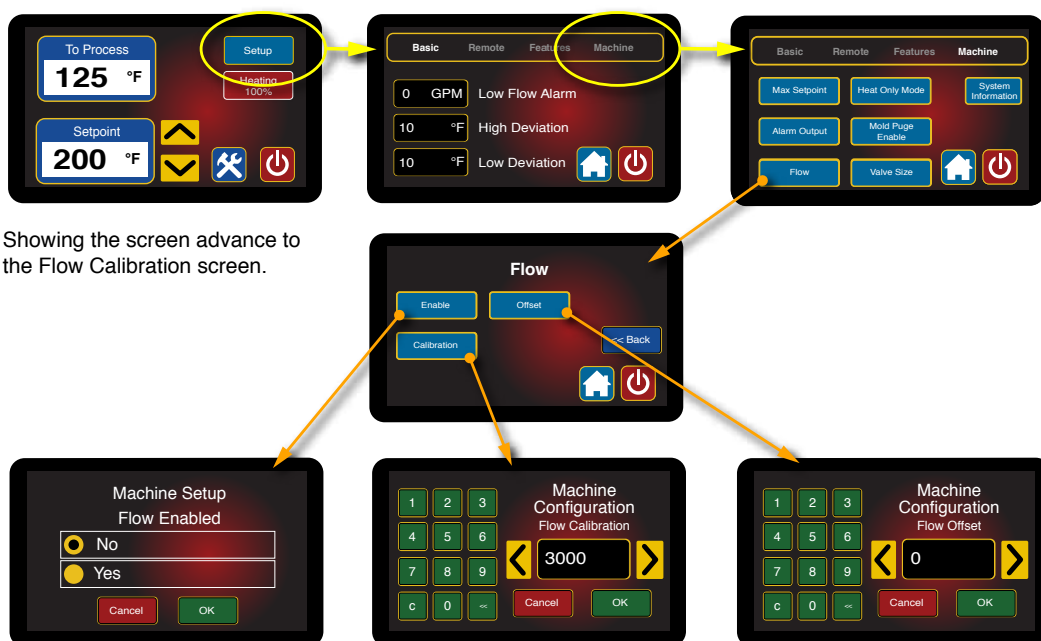 To Process
125 °F
Setup
Heating
100%
Setpoint
200 °F
Basic Remote Features Machine
0 GPM Low Flow Alarm
10 °F High Deviation
10 °F Low Deviation
Basic Remote Features Machine
Max Setpoint Heat Only Mode System
Information
Alarm Output Mold Puge
Enable
Flow Valve Size
Showing the screen advance to
the Flow Calibration screen.
Flow
Enable Offset
Calibration << Back
Machine Setup
Flow Enabled
No
Yes
Cancel OK
Machine
Configuration
Flow Calibration
1 2 3
4 5 6
7 8 9
c 0 <<
3000
Cancel OK
Machine
Configuration
Flow Offset
1 2 3
4 5 6
7 8 9
c 0 <<
0
Cancel OK